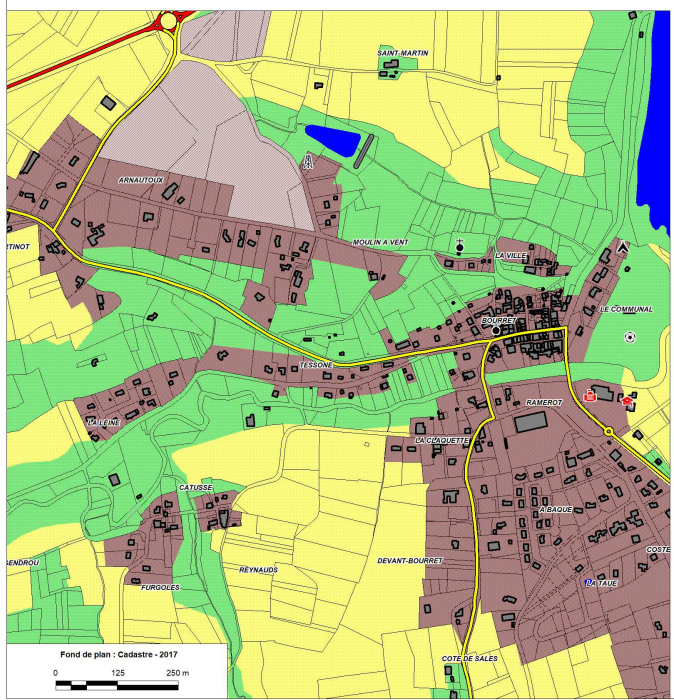 SAINT-MARTIN
ARNAUTOUX
RTINOT
MOULIN A VENT
LA VILLE
LE COMMUNAL
BOURRET
TESSONE
RAMEROT
LA LEINE
LA CLAQUETTE
CATUSSE
A BAQUE
COSTE
GENDROU
REYNAUDS
DEVANT-BOURRET
FURGOLES
LA TAUE
COTE DE SALES
Fond de plan : Cadastre - 2017
0 125 250 m